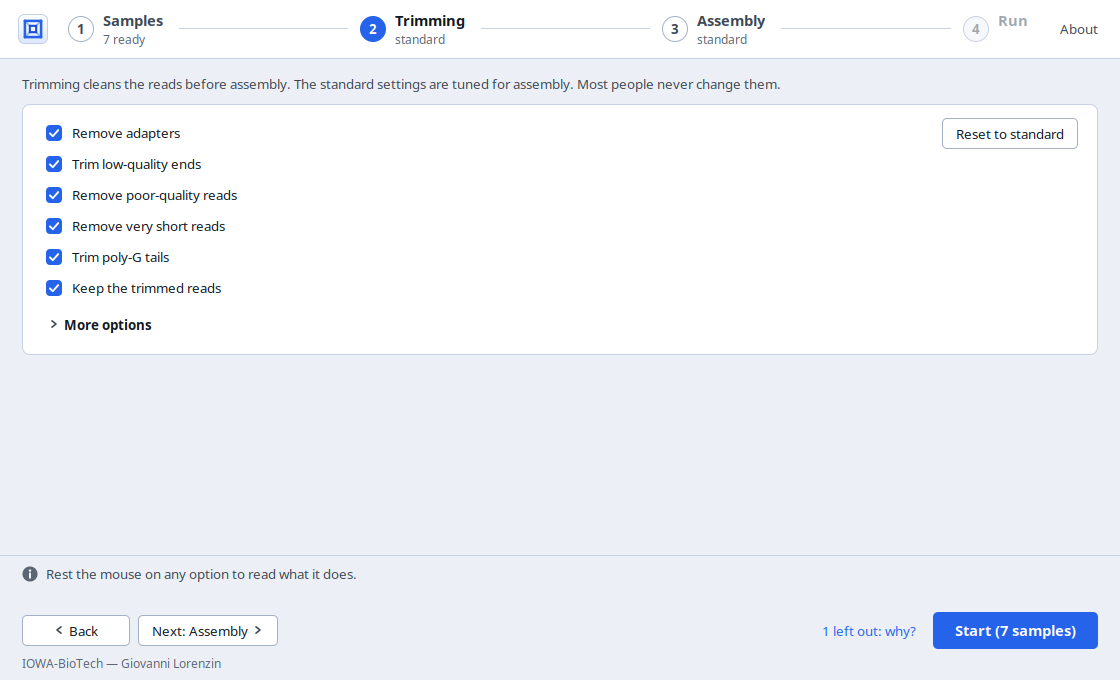 1 Samples
7 ready
2 Trimming
standard
3 Assembly
standard
4 Run
About
Trimming cleans the reads before assembly. The standard settings are tuned for assembly. Most people never change them.
Remove adapters
Reset to standard
Trim low-quality ends
Remove poor-quality reads
Remove very short reads
Trim poly-G tails
Keep the trimmed reads
More options
Rest the mouse on any option to read what it does.
Back
Next: Assembly
1 left out: why?
Start (7 samples)
IOWA-BioTech — Giovanni Lorenzin